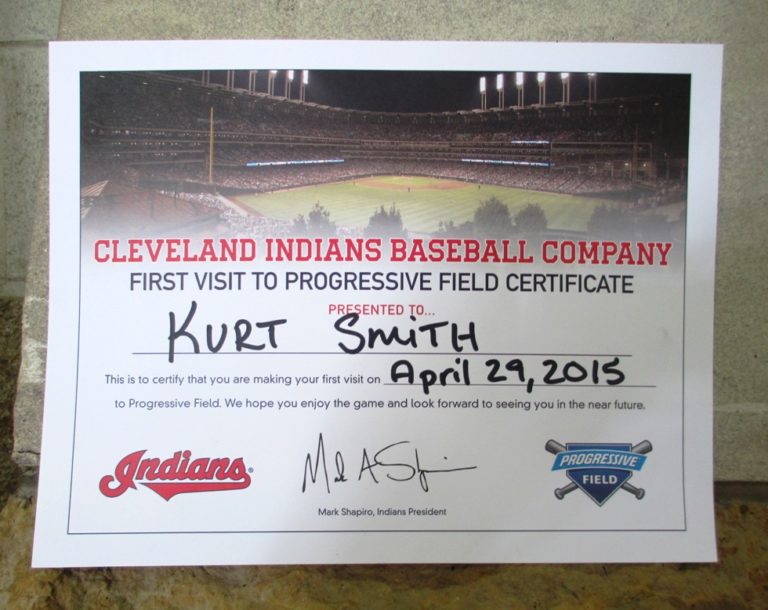 CLEVELAND INDIANS BASEBALL COMPANY
FIRST VISIT TO PROGRESSIVE FIELD CERTIFICATE
PRESENTED TO...
KURT SMITH
This is to certify that you are making your first visit on April 29, 2015
to Progressive Field. We hope you enjoy the game and look forward to seeing you in the near future.
Indians®
Mark A Shapiro
Mark Shapiro, Indians President
PROGRESSIVE
FIELD